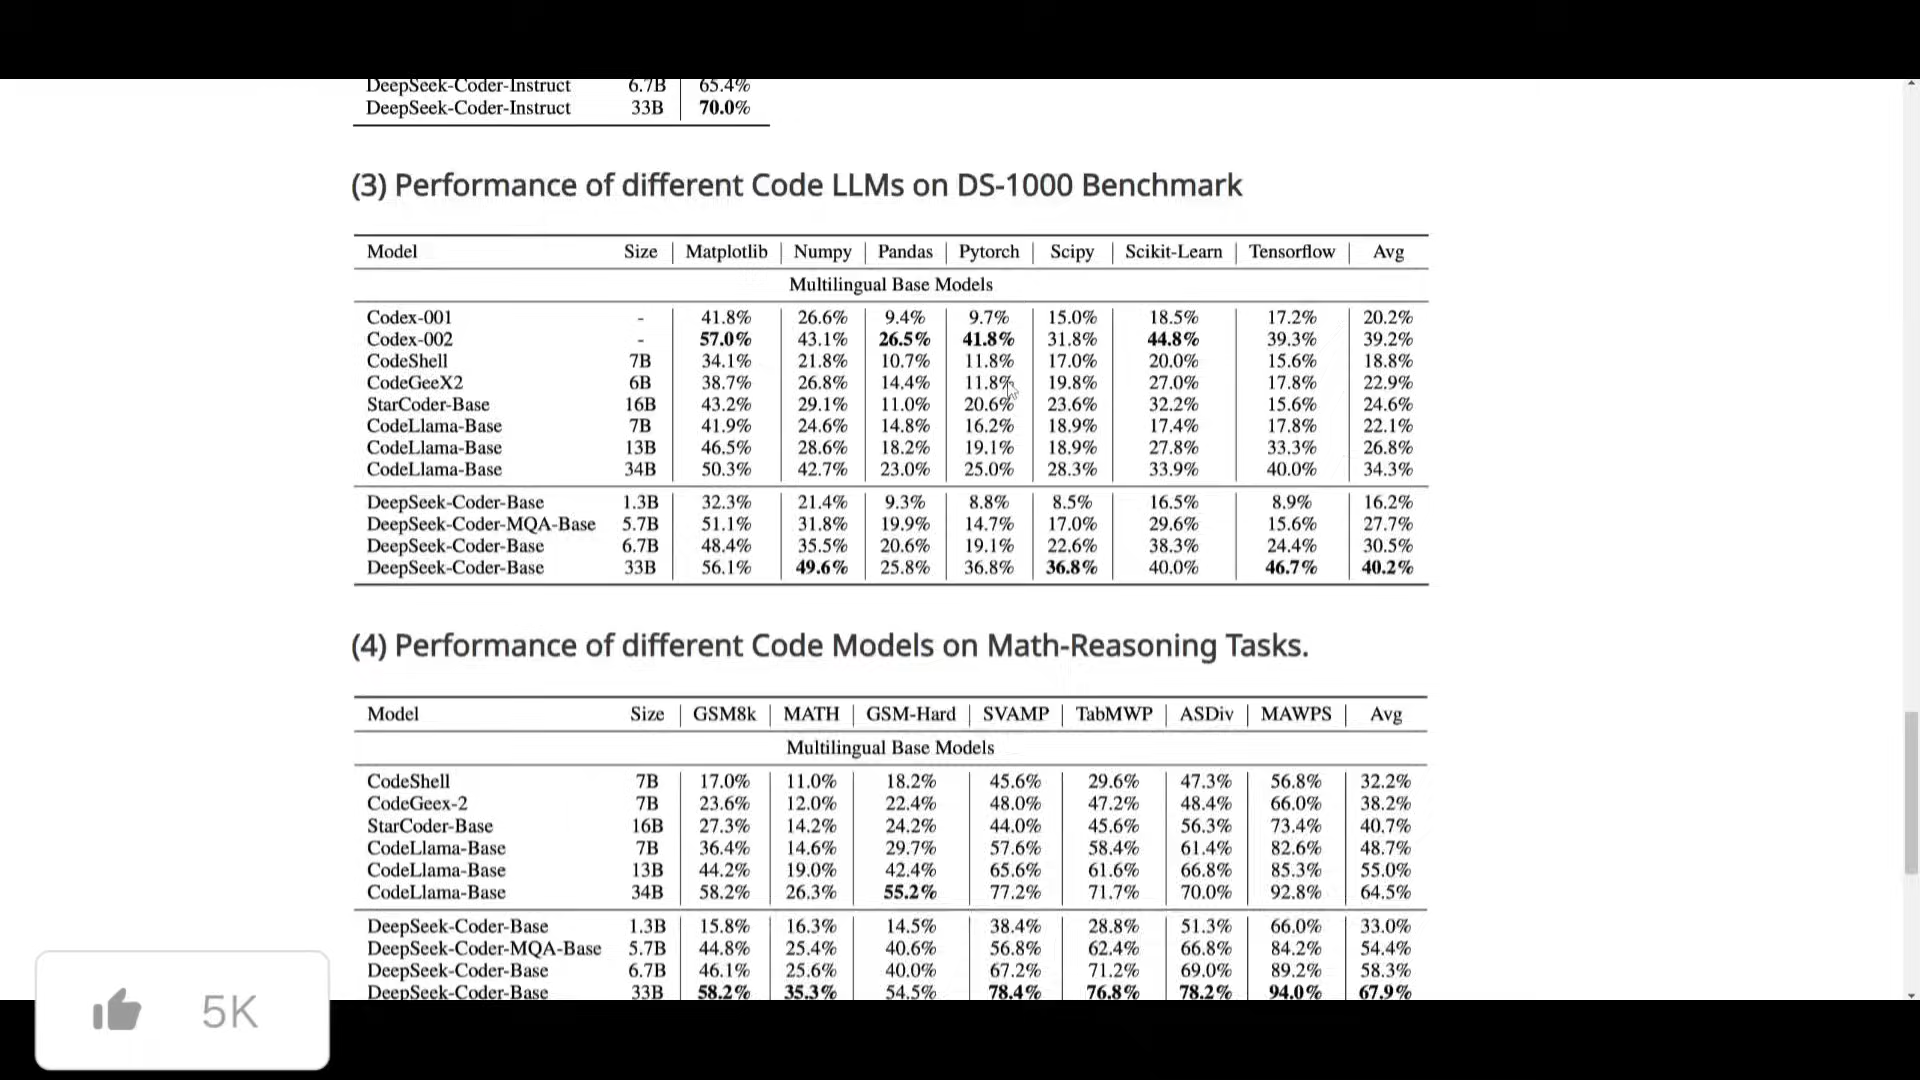 DeepSeek-Coder-Instruct 6.7B 65.4%
DeepSeek-Coder-Instruct 33B 70.0%
(3) Performance of different Code LLMs on DS-1000 Benchmark
Model Size Matplotlib Numpy Pandas Pytorch Scipy Scikit-Learn Tensorflow Avg
Multilingual Base Models
Codex-001 - 41.8% 26.6% 9.4% 9.7% 15.0% 18.5% 17.2% 20.2%
Codex-002 - 57.0% 43.1% 26.5% 41.8% 31.8% 44.8% 39.3% 39.2%
CodeShell 7B 34.1% 21.8% 10.7% 11.8% 17.0% 20.0% 15.6% 18.8%
CodeGeeX2 6B 38.7% 26.8% 14.4% 11.8% 19.8% 27.0% 17.8% 22.9%
StarCoder-Base 16B 43.2% 29.1% 11.0% 20.6% 23.6% 32.2% 15.6% 24.6%
CodeLlama-Base 7B 41.9% 24.6% 14.8% 16.2% 18.9% 17.4% 17.8% 22.1%
CodeLlama-Base 13B 46.5% 28.6% 18.2% 19.1% 18.9% 27.8% 33.3% 26.8%
CodeLlama-Base 34B 50.3% 42.7% 23.0% 25.0% 28.3% 33.9% 40.0% 34.3%
DeepSeek-Coder-Base 1.3B 32.3% 21.4% 9.3% 8.8% 8.5% 16.5% 8.9% 16.2%
DeepSeek-Coder-MQA-Base 5.7B 51.1% 31.8% 19.9% 14.7% 17.0% 29.6% 15.6% 27.7%
DeepSeek-Coder-Base 6.7B 48.4% 35.5% 20.6% 19.1% 22.6% 38.3% 24.4% 30.5%
DeepSeek-Coder-Base 33B 56.1% 49.6% 25.8% 36.8% 36.8% 40.0% 46.7% 40.2%
(4) Performance of different Code Models on Math-Reasoning Tasks.
Model Size GSM8k MATH GSM-Hard SVAMP TabMWP ASDiv MAWPS Avg
Multilingual Base Models
CodeShell 7B 17.0% 11.0% 18.2% 45.6% 29.6% 47.3% 56.8% 32.2%
CodeGeex-2 7B 23.6% 12.0% 22.4% 48.0% 47.2% 48.4% 66.0% 38.2%
StarCoder-Base 16B 27.3% 14.2% 24.2% 44.0% 45.6% 56.3% 73.4% 40.7%
CodeLlama-Base 7B 36.4% 14.6% 29.7% 57.6% 58.4% 61.4% 82.6% 48.7%
CodeLlama-Base 13B 44.2% 19.0% 42.4% 65.6% 61.6% 66.8% 85.3% 55.0%
CodeLlama-Base 34B 58.2% 26.3% 55.2% 77.2% 71.7% 70.0% 92.8% 64.5%
DeepSeek-Coder-Base 1.3B 15.8% 16.3% 14.5% 38.4% 28.8% 51.3% 66.0% 33.0%
DeepSeek-Coder-MQA-Base 5.7B 44.8% 25.4% 40.6% 56.8% 62.4% 66.8% 84.2% 54.4%
DeepSeek-Coder-Base 6.7B 46.1% 25.6% 40.0% 67.2% 71.2% 69.0% 89.2% 58.3%
DeepSeek-Coder-Base 33B 58.2% 35.3% 54.5% 78.4% 76.8% 78.2% 94.0% 67.9%
5K